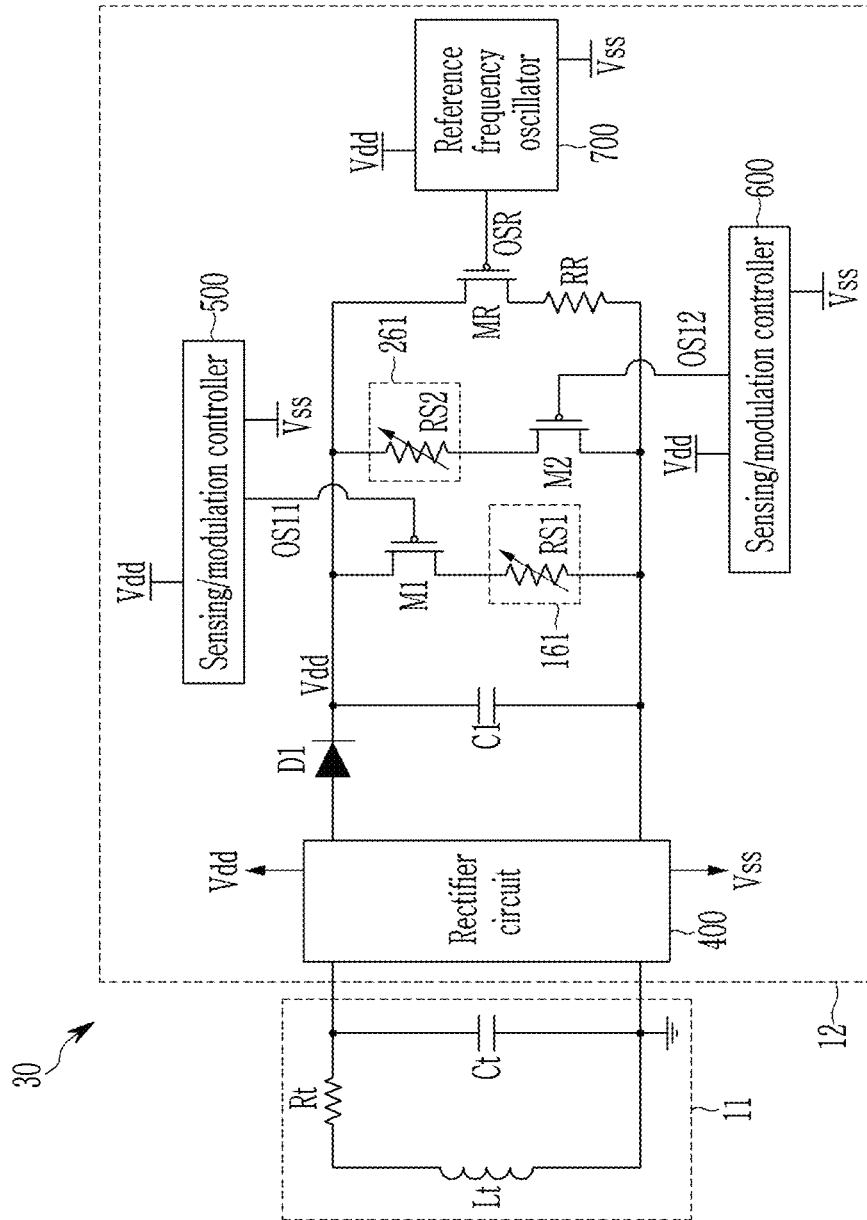 30
Rt
Lt
Ct
11
12
Rectifier
circuit
400
Vdd
Vss
D1
Vdd
C1
Vdd
Sensing/modulation controller
500
Vss
OS11
M1
RS1
161
261
RS2
M2
OS12
Vdd
Sensing/modulation controller
600
Vss
MR
RR
OSR
Vdd
Reference
frequency
oscillator
700
Vss